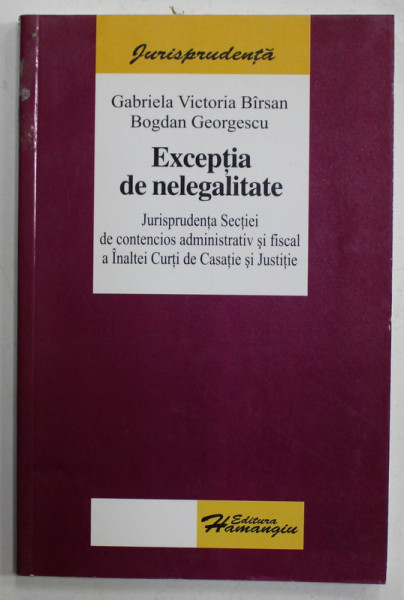 Jurisprudență
Gabriela Victoria Bîrsan
Bogdan Georgescu
Excepția
de nelegalitate
Jurisprudența Secției
de contencios administrativ și fiscal
a Înaltei Curți de Casație și Justiție
Editura
Hamangiu